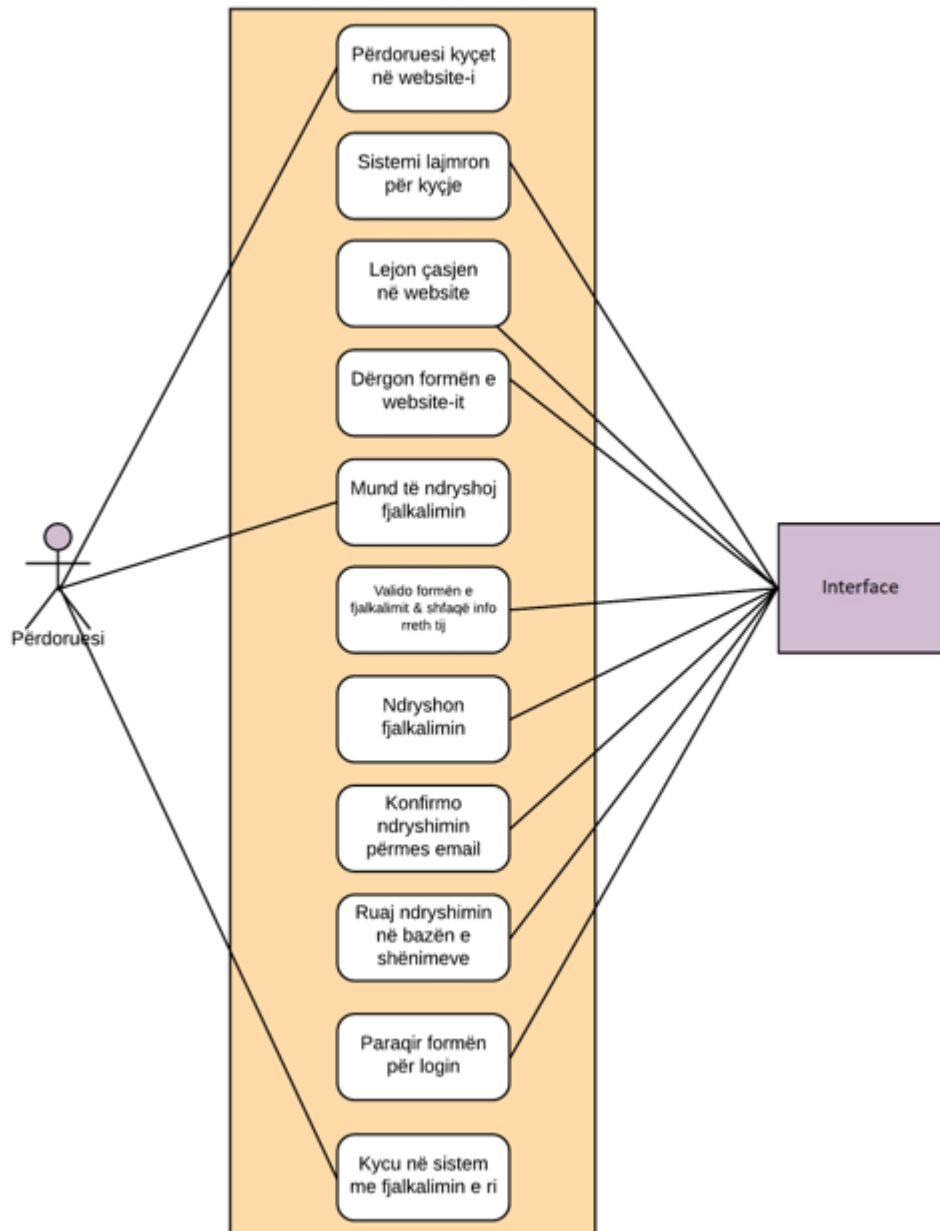 Përdoruesi kyçet
në website-i
Sistemi lajmron
për kyçje
Lejon çasjen
në website
Dërgon formën e
website-it
Mund të ndryshoj
fjalkalimin
Valido formën e
fjalkalimit & shfaqë info
rreth tij
Ndryshon
fjalkalimin
Konfirmo
ndryshimin
përmes email
Ruaj ndryshimin
në bazën e
shënimeve
Paraqir formën
për login
Kycu në sistem
me fjalkalimin e ri
Përdoruesi
Interface